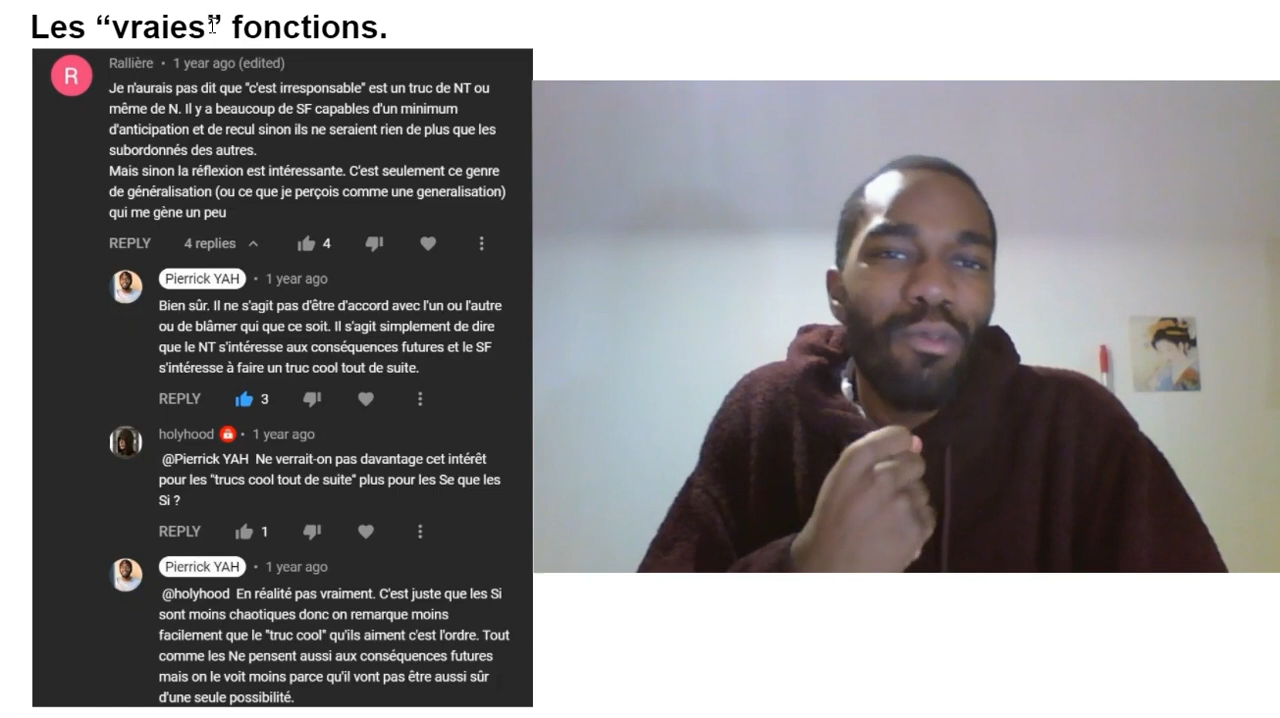 Les “vraies” fonctions.
R
Rallière • 1 year ago (edited)
Je n'aurais pas dit que "c'est irresponsable" est un truc de NT ou
même de N. Il y a beaucoup de SF capables d'un minimum
d'anticipation et de recul sinon ils ne seraient rien de plus que les
subordonnés des autres.
Mais sinon la réflexion est intéressante. C'est seulement ce genre
de généralisation (ou ce que je perçois comme une generalisation)
qui me gène un peu
REPLY 4 replies 4
Pierrick YAH • 1 year ago
Bien sûr. Il ne s'agit pas d'être d'accord avec l'un ou l'autre
ou de blâmer qui que ce soit. Il s'agit simplement de dire
que le NT s'intéresse aux conséquences futures et le SF
s'intéresse à faire un truc cool tout de suite.
REPLY 3
holyhood • 1 year ago
@Pierrick YAH Ne verrait-on pas davantage cet intérêt
pour les "trucs cool tout de suite" plus pour les Se que les
Si ?
REPLY 1
Pierrick YAH • 1 year ago
@holyhood En réalité pas vraiment. C'est juste que les Si
sont moins chaotiques donc on remarque moins
facilement que le "truc cool" qu'ils aiment c'est l'ordre. Tout
comme les Ne pensent aussi aux conséquences futures
mais on le voit moins parce qu'il vont pas être aussi sûr
d'une seule possibilité.